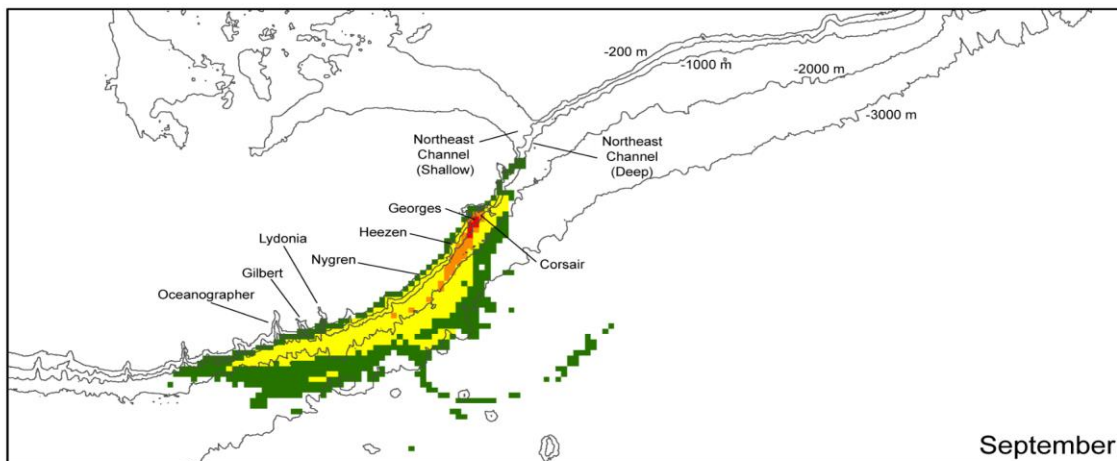 -200 m
-1000 m
-2000 m
-3000 m
Northeast
Channel
(Shallow)
Northeast
Channel
(Deep)
Georges
Heezen
Lydonia
Nygren
Corsair
Gilbert
Oceanographer
September